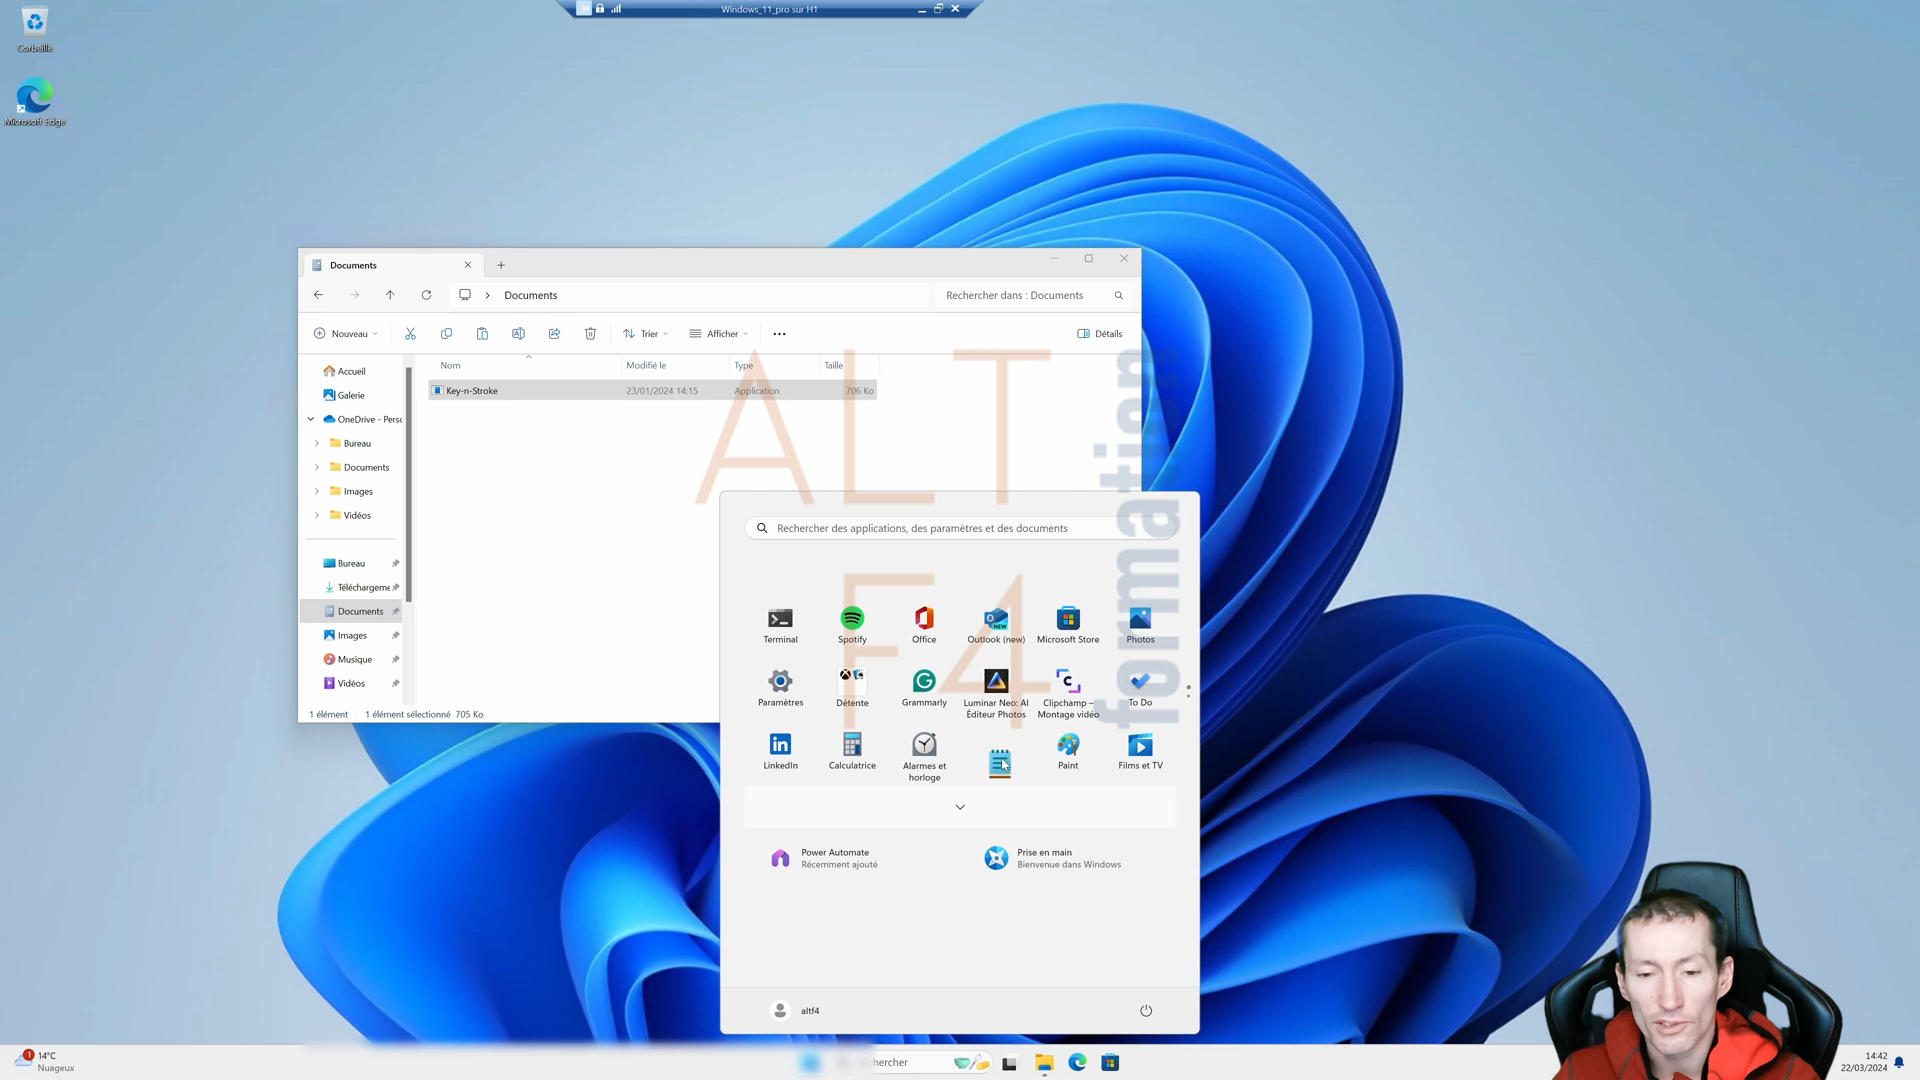 Windows_11_pro sur H1
Corbeille
Microsoft Edge
Documents
Documents
Rechercher dans : Documents
Nouveau
Trier
Afficher
Détails
Nom
Modifié le
Type
Taille
Key-n-Stroke
23/01/2024 14:15
Application
706 Ko
Accueil
Galerie
OneDrive - Perso
Bureau
Documents
Images
Vidéos
Bureau
Téléchargeme
Documents
Images
Musique
Vidéos
1 élément
1 élément sélectionné 705 Ko
ALT
F4
formation
Rechercher des applications, des paramètres et des documents
Terminal
Spotify
Office
Outlook (new)
Microsoft Store
Photos
Paramètres
Détente
Grammarly
Luminar Neo: AI
Éditeur Photos
Clipchamp –
Montage vidéo
To Do
LinkedIn
Calculatrice
Alarmes et
horloge
Paint
Films et TV
Power Automate
Récemment ajouté
Prise en main
Bienvenue dans Windows
altf4
1
14°C
Nuageux
hercher
14:42
22/03/2024